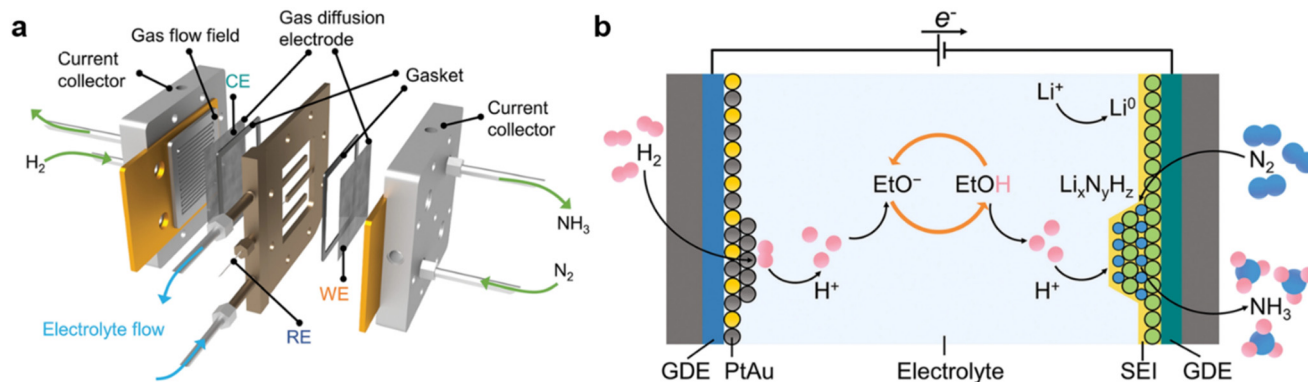 a
Gas flow field
Gas diffusion
electrode
Current
collector
CE
Gasket
Current
collector
H₂
NH₃
N₂
WE
RE
Electrolyte flow
b
e⁻
Li⁺
Li⁰
H₂
N₂
EtO⁻
EtOH
LiₓNᵧH_z
H⁺
H⁺
NH₃
GDE
PtAu
Electrolyte
SEI
GDE